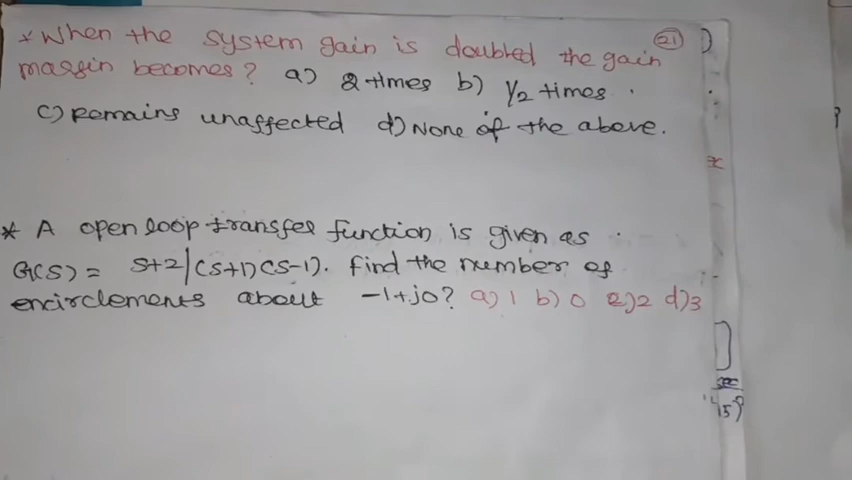 * When the system gain is doubted the gain (21)
margin becomes? a) 2 times b) 1/2 times.
c) Remains unaffected d) None of the above.
* A open loop transfer function is given as
G(S) = S+2|(S+1)(S-1). Find the number of
encirclements about -1+j0? a) 1 b) 0 c) 2 d) 3